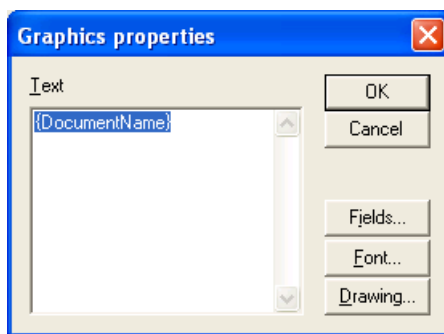 Graphics properties
Text
OK
{DocumentName}
Cancel
Fields...
Font...
Drawing...